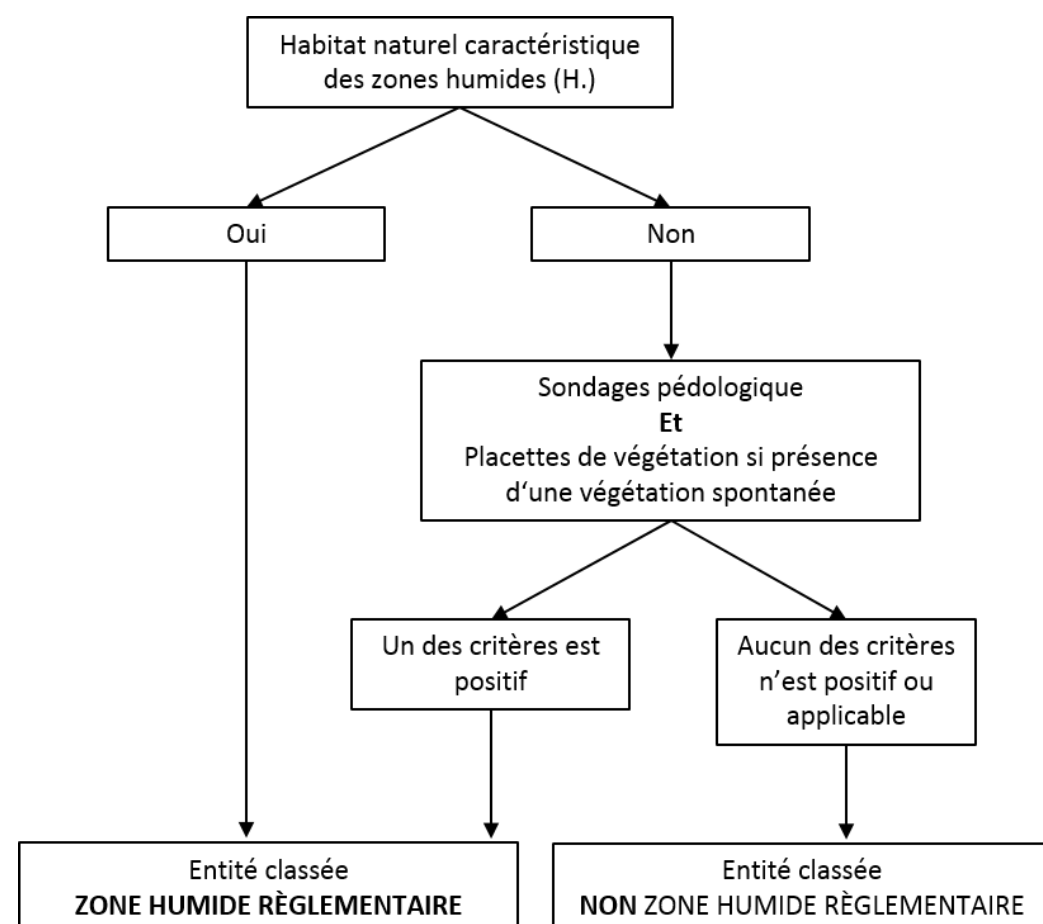 Habitat naturel caractéristique
des zones humides (H.)
Oui
Non
Sondages pédologique
Et
Placettes de végétation si présence
d‘une végétation spontanée
Un des critères est
positif
Aucun des critères
n’est positif ou
applicable
Entité classée
ZONE HUMIDE RÈGLEMENTAIRE
Entité classée
NON ZONE HUMIDE RÈGLEMENTAIRE